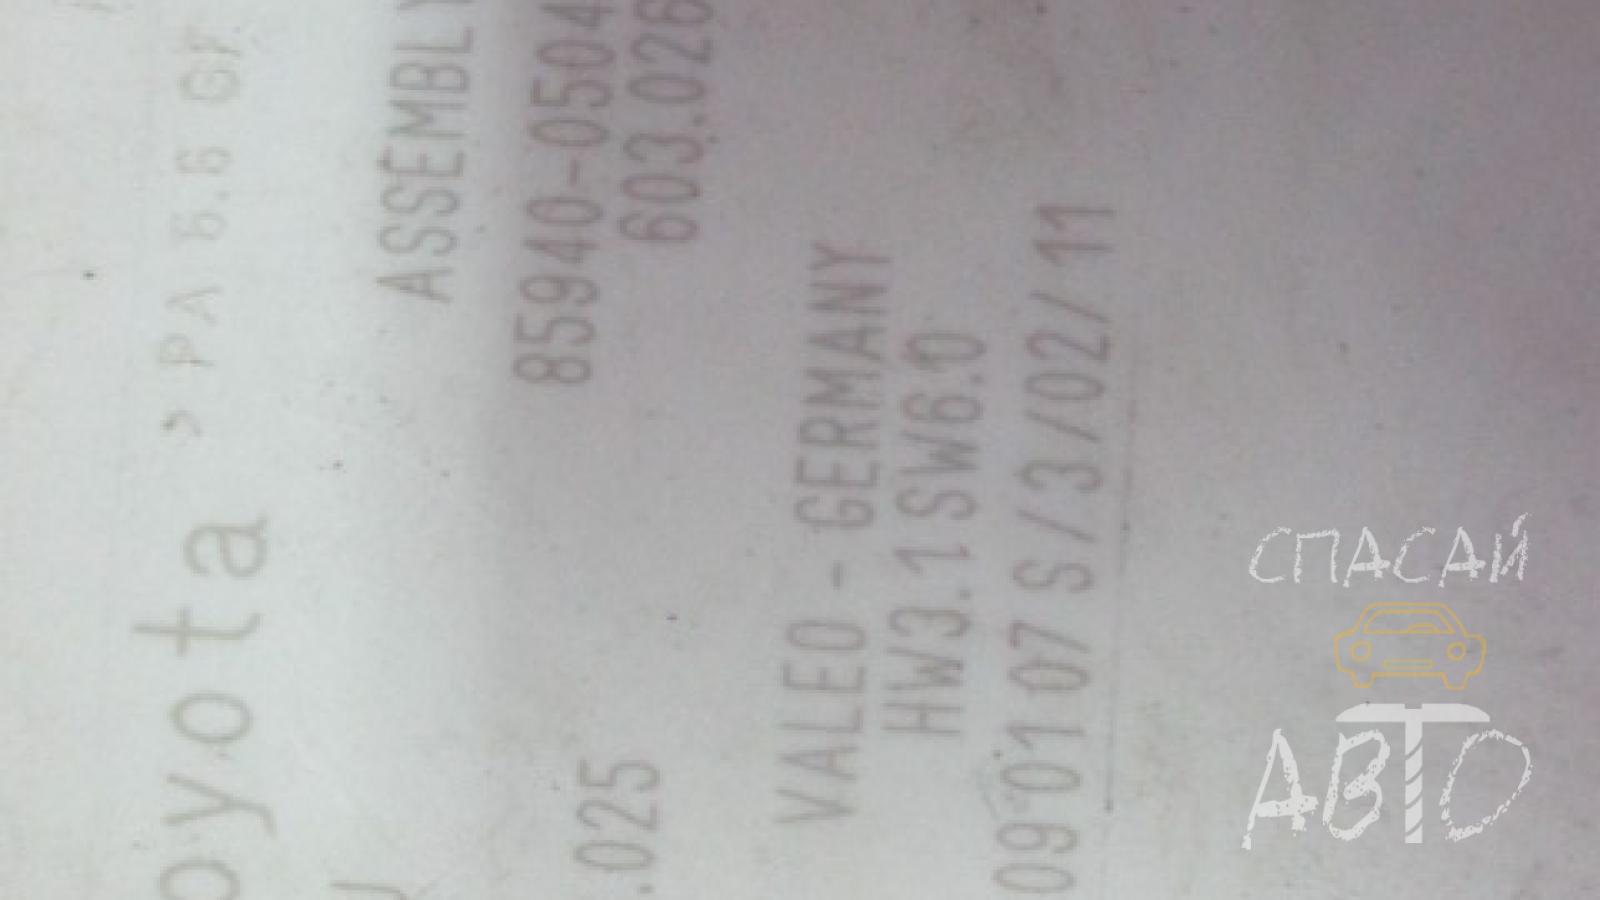 oyota >PA 6.6 GF
ASSEMBLY
85940-0504
.025
603.026
VALEO - GERMANY
HW3.1 SW6.0
09 01 07 S/3/02/11
СПАСАЙ
АВТО